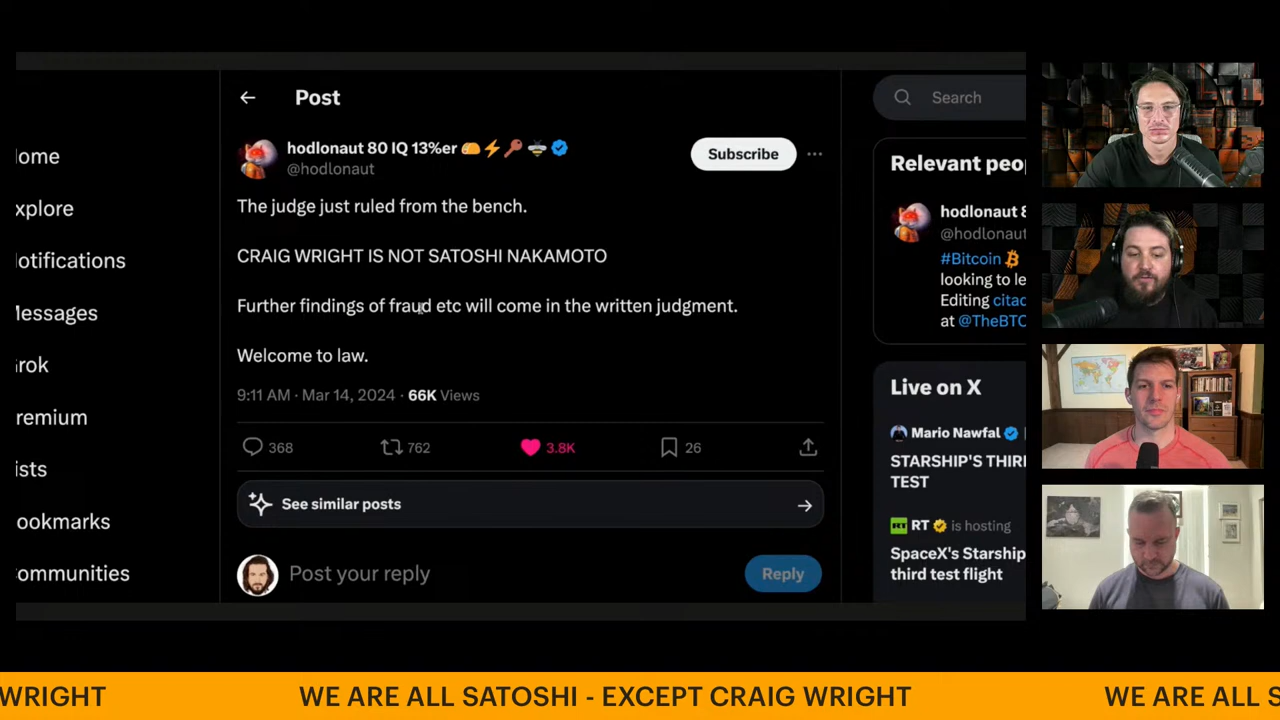 Post
hodlonaut 80 IQ 13%er
@hodlonaut
Subscribe
The judge just ruled from the bench.
CRAIG WRIGHT IS NOT SATOSHI NAKAMOTO
Further findings of fraud etc will come in the written judgment.
Welcome to law.
9:11 AM · Mar 14, 2024 · 66K Views
368
762
3.8K
26
See similar posts
Post your reply
Reply
ome
xplore
otifications
essages
rok
remium
ists
ookmarks
ommunities
Search
Relevant peo
hodlonaut 8
@hodlonaut
#Bitcoin
looking to le
Editing citad
at @TheBTC
Live on X
Mario Nawfal
STARSHIP'S THIRD
TEST
RT is hosting
SpaceX's Starship
third test flight
WRIGHT WE ARE ALL SATOSHI - EXCEPT CRAIG WRIGHT WE ARE ALL S